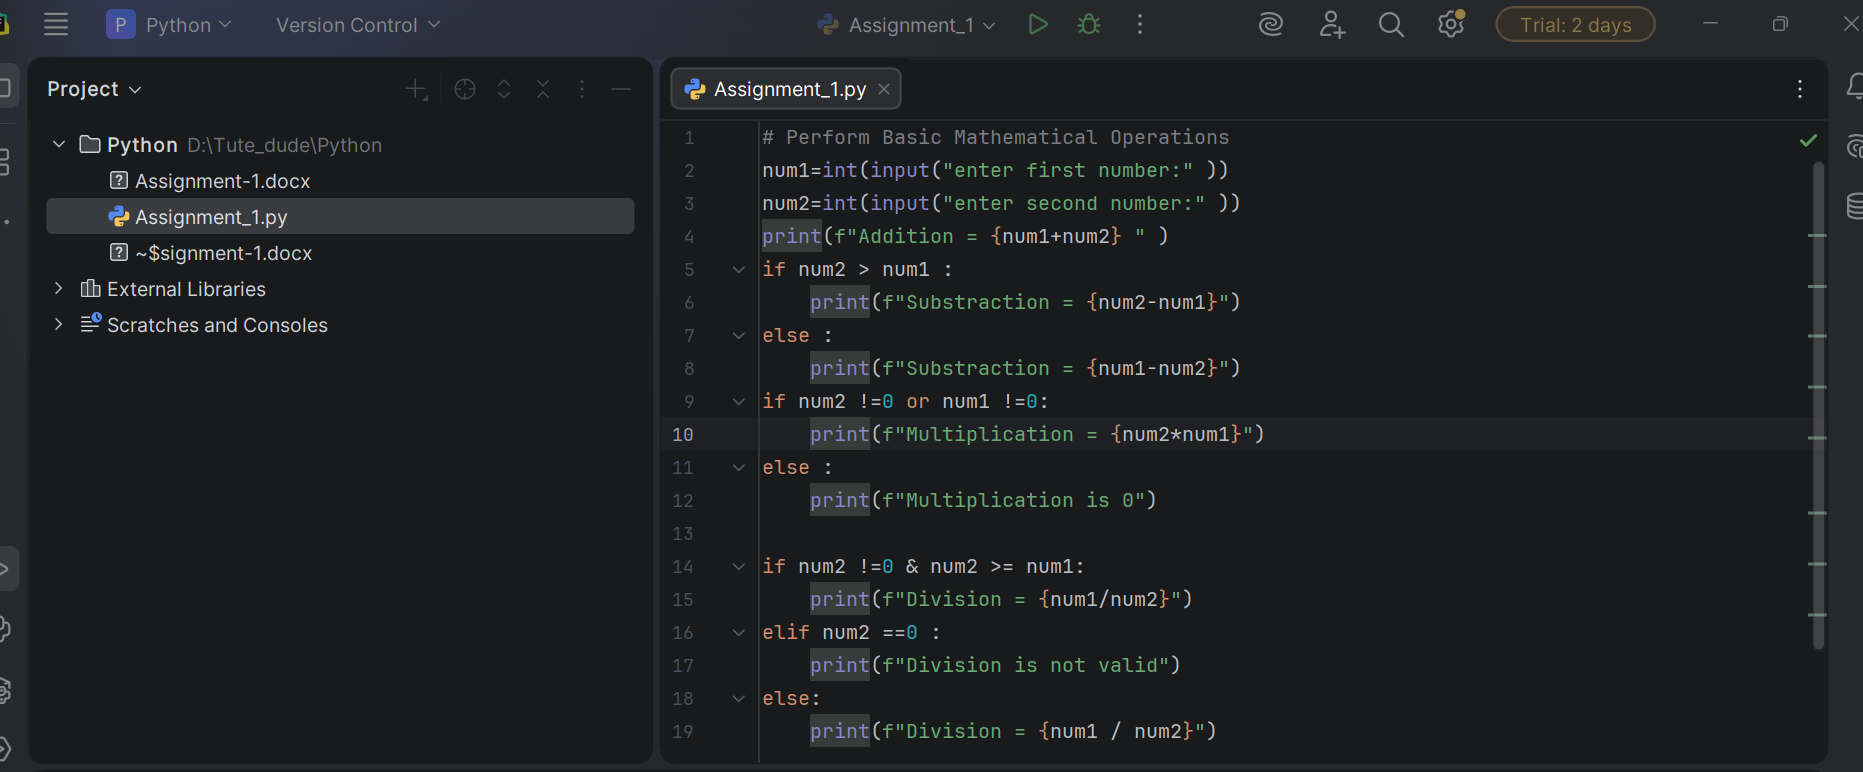 P Python Version Control Assignment_1 Trial: 2 days
Project
Python D:\Tute_dude\Python
Assignment-1.docx
Assignment_1.py
~$signment-1.docx
External Libraries
Scratches and Consoles
Assignment_1.py
1 # Perform Basic Mathematical Operations
2 num1=int(input("enter first number:" ))
3 num2=int(input("enter second number:" ))
4 print(f"Addition = {num1+num2} " )
5 if num2 > num1 :
6     print(f"Substraction = {num2-num1}")
7 else :
8     print(f"Substraction = {num1-num2}")
9 if num2 !=0 or num1 !=0:
10     print(f"Multiplication = {num2*num1}")
11 else :
12     print(f"Multiplication is 0")
13
14 if num2 !=0 & num2 >= num1:
15     print(f"Division = {num1/num2}")
16 elif num2 ==0 :
17     print(f"Division is not valid")
18 else:
19     print(f"Division = {num1 / num2}")